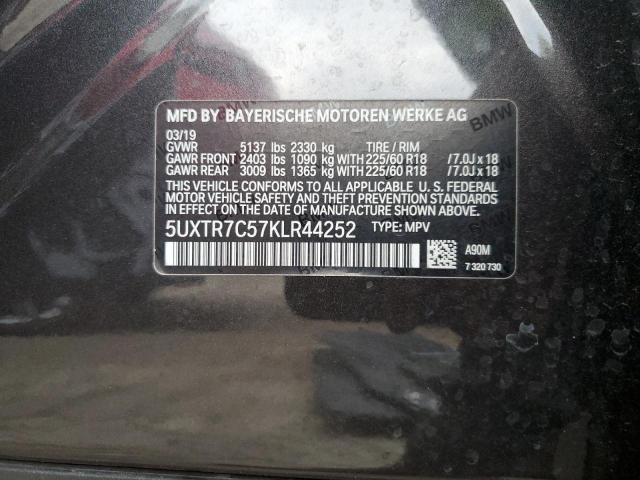 MFD BY BAYERISCHE MOTOREN WERKE AG
03/19
GVWR 5137 lbs 2330 kg TIRE / RIM
GAWR FRONT 2403 lbs 1090 kg WITH 225/60 R18 / 7.0J x 18
GAWR REAR 3009 lbs 1365 kg WITH 225/60 R18 / 7.0J x 18
THIS VEHICLE CONFORMS TO ALL APPLICABLE U. S. FEDERAL
MOTOR VEHICLE SAFETY AND THEFT PREVENTION STANDARDS
IN EFFECT ON THE DATE OF MANUFACTURE SHOWN ABOVE.
5UXTR7C57KLR44252 TYPE: MPV
A90M
7 320 730
BMW
BMW
BMW